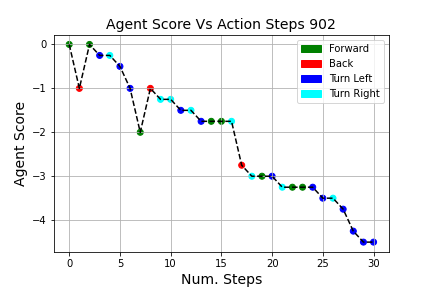 Agent Score Vs Action Steps 902
Forward
Back
Turn Left
Turn Right
Agent Score
0
−1
−2
−3
−4
0
5
10
15
20
25
30
Num. Steps